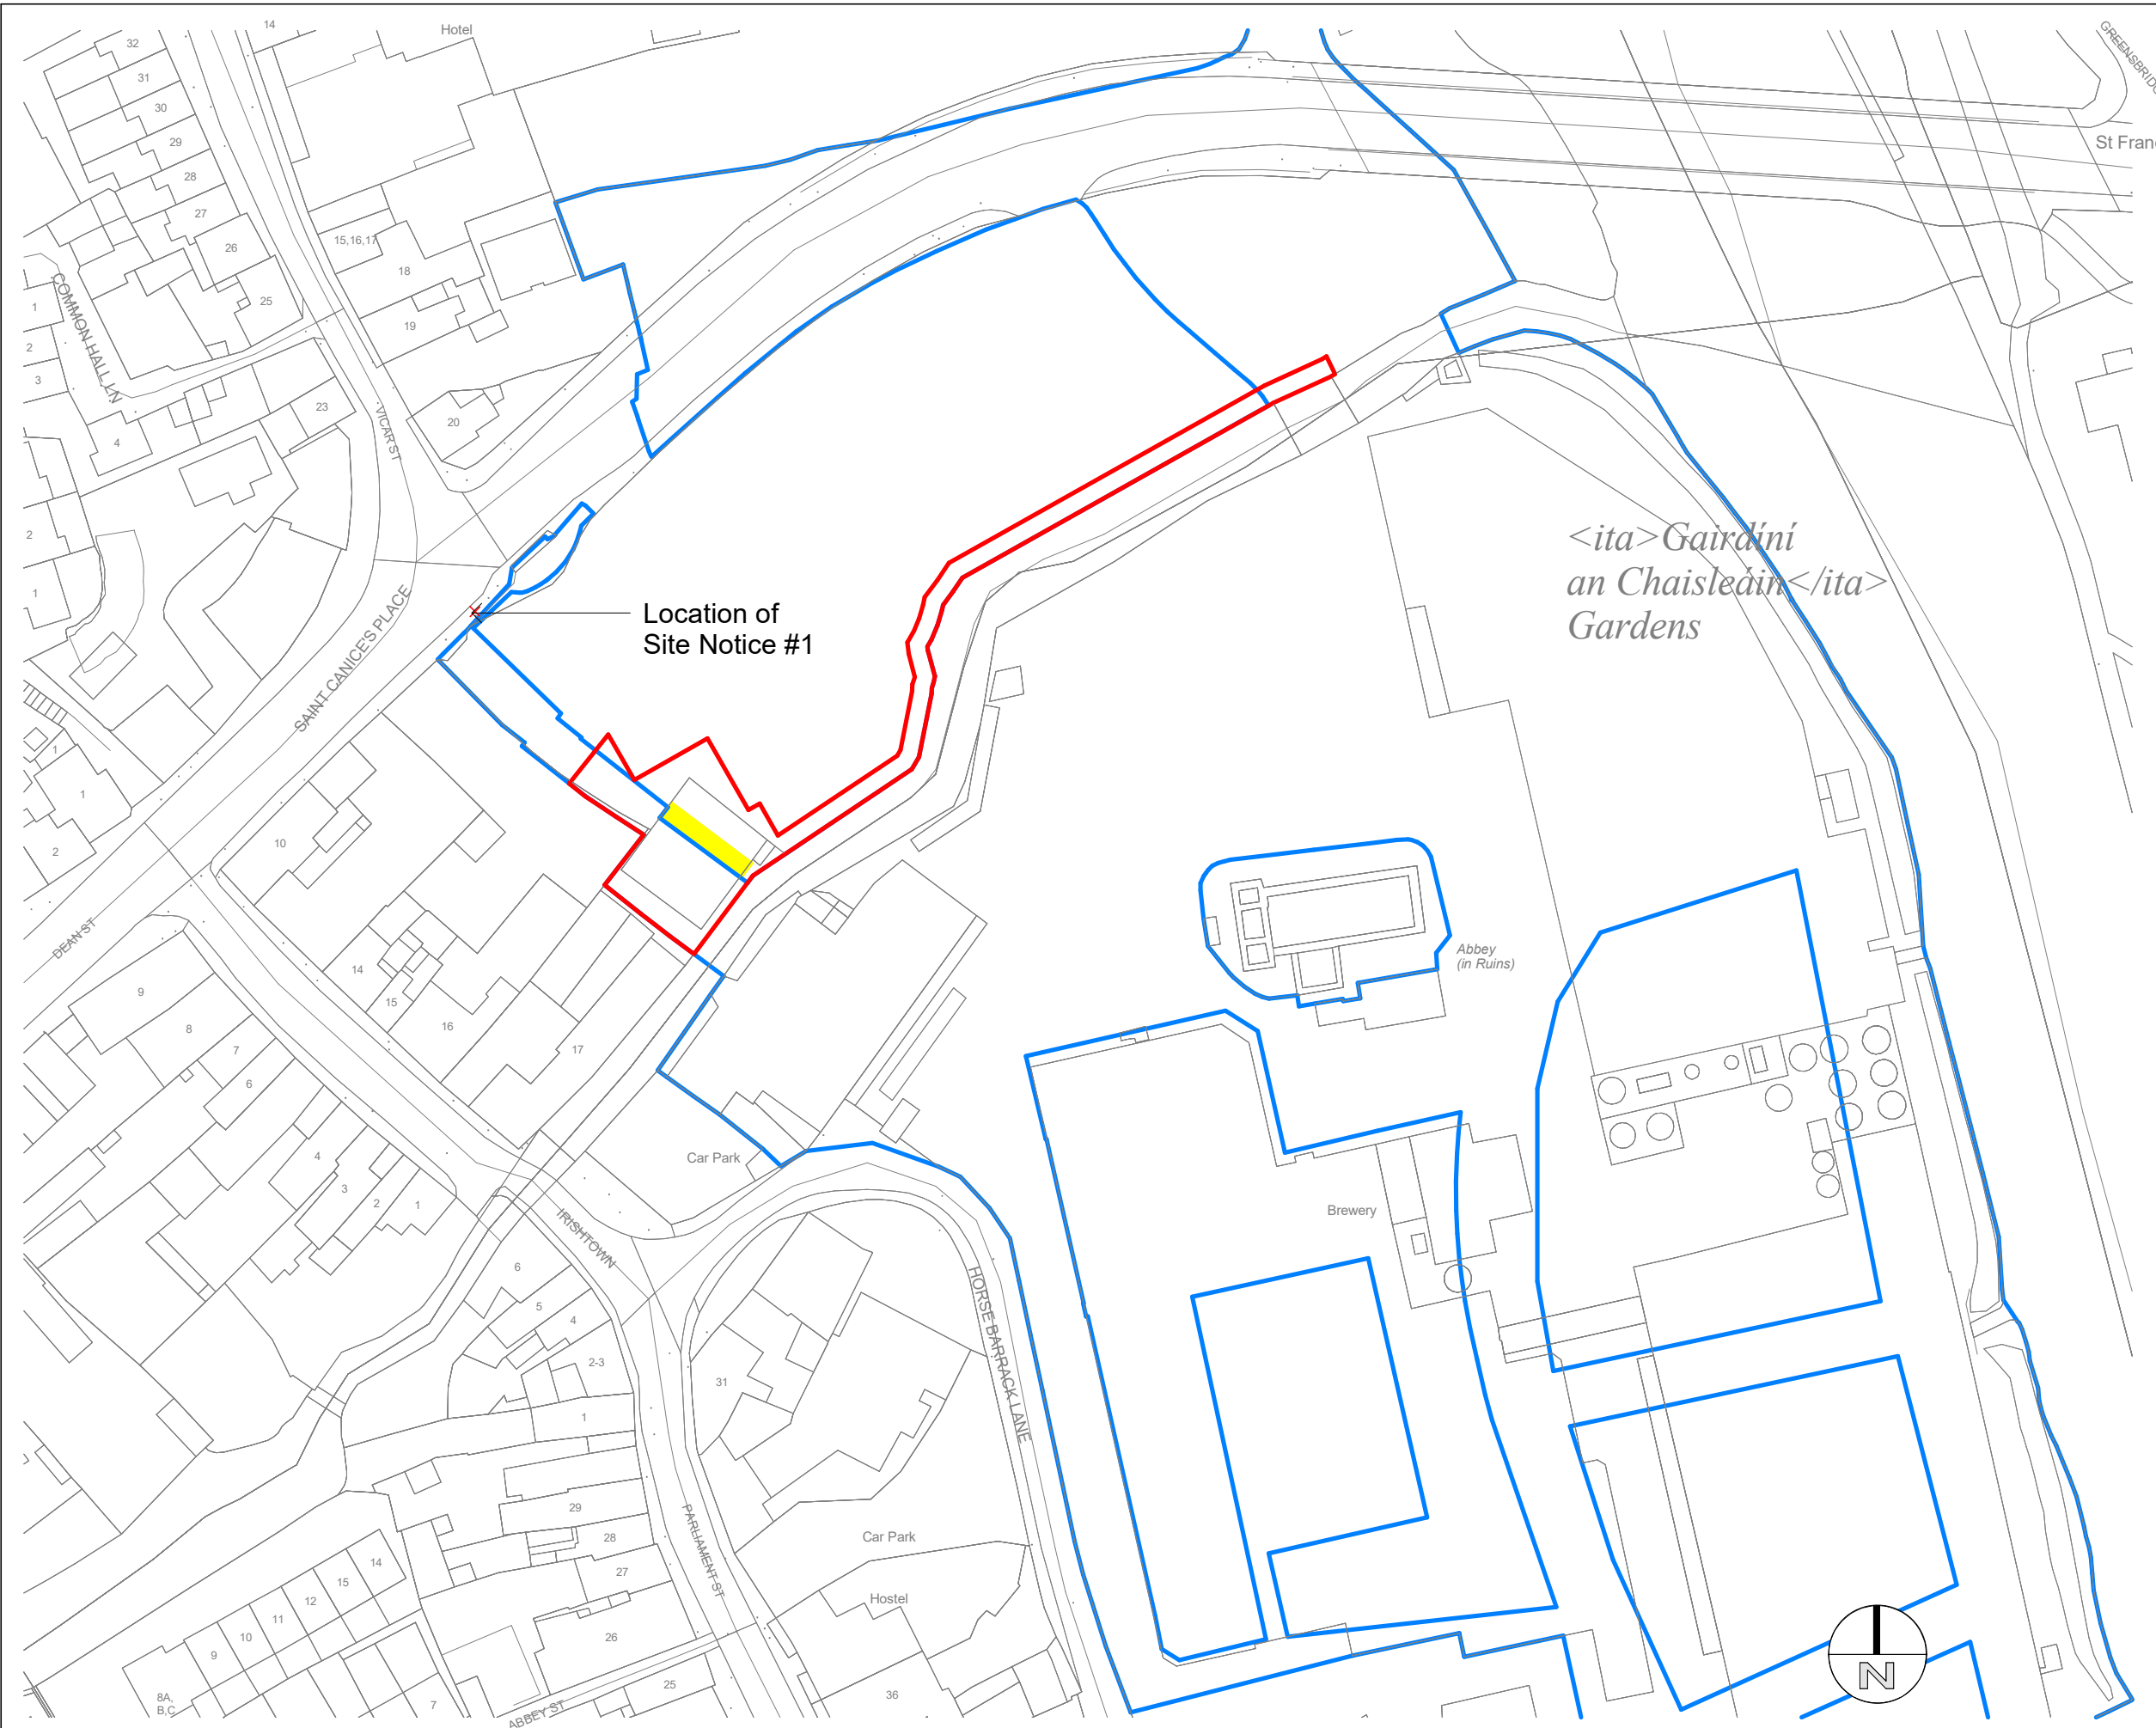 14
Hotel
32
31
30
29
28
27
26
25
15,16,17
18
19
20
COMMON HALL LN
1
2
3
4
23
VICAR ST
2
1
GREENSBRIDGE
St Fran
<ita>Gairdíní
an Chaisleáin</ita>
Gardens
Location of
Site Notice #1
SAINT CANICE'S PLACE
1
1
2
10
DEAN ST
14
15
16
17
9
8
7
6
4
3
2
1
Abbey
(in Ruins)
Car Park
Brewery
IRISHTOWN
HORSE BARRACK LANE
6
5
4
2-3
1
31
29
28
27
26
25
PARLIAMENT ST
Car Park
Hostel
36
14
15
12
11
10
9
8A,
B,C
7
ABBEY ST
N